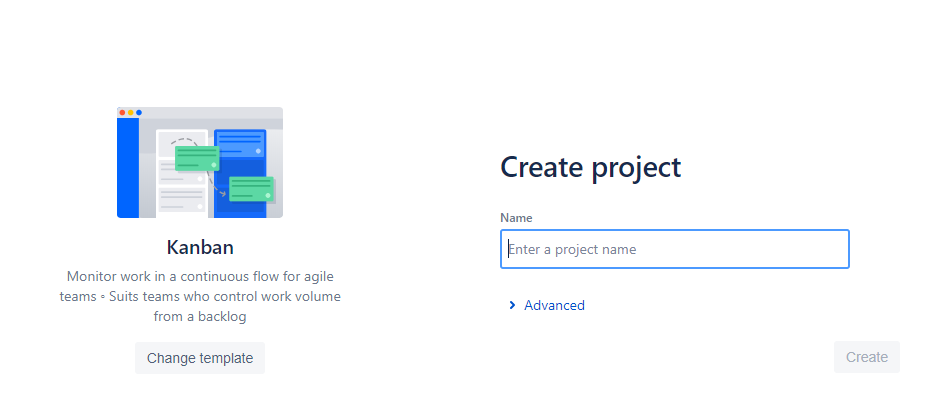 Kanban
Monitor work in a continuous flow for agile
teams ◦ Suits teams who control work volume
from a backlog
Change template
Create project
Name
Enter a project name
Advanced
Create